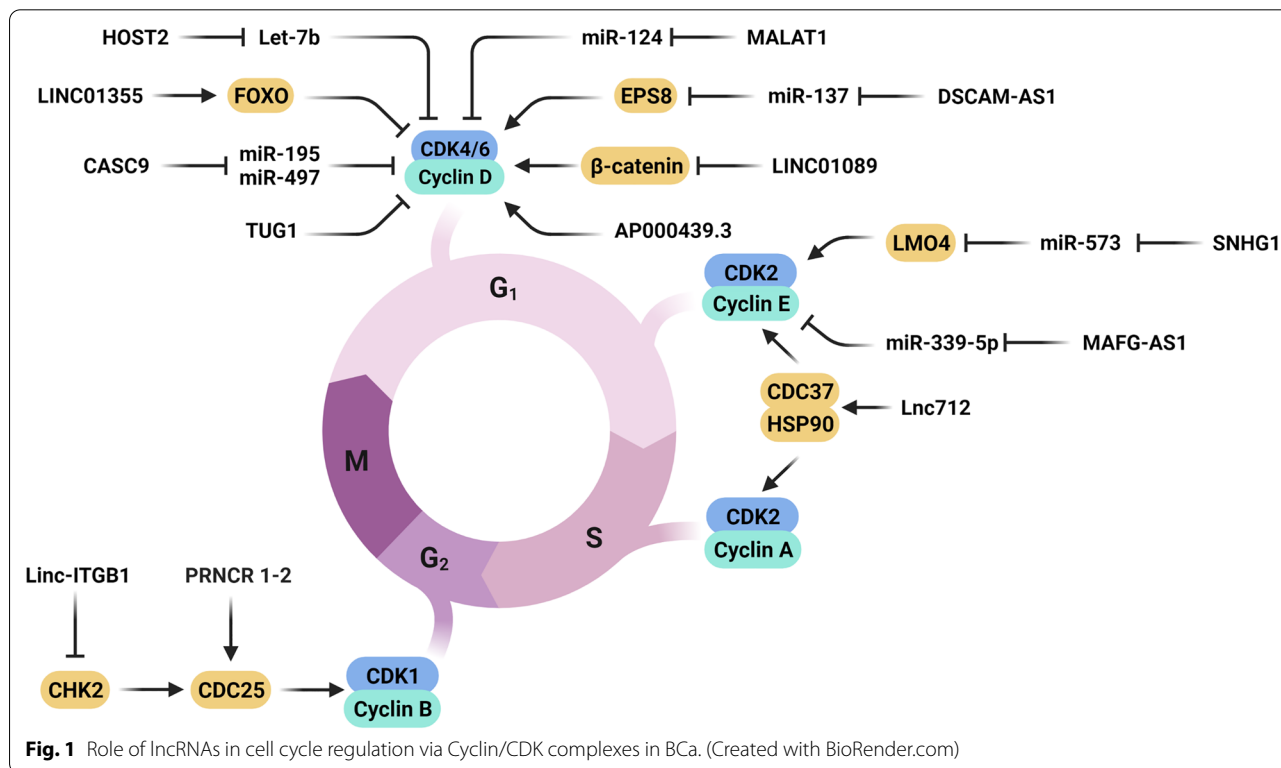 HOST2 Let-7b miR-124 MALAT1
LINC01355 FOXO EPS8 miR-137 DSCAM-AS1
CDK4/6
CASC9 miR-195 β-catenin LINC01089
miR-497 Cyclin D
TUG1 AP000439.3
LMO4 miR-573 SNHG1
CDK2
G₁
Cyclin E
miR-339-5p MAFG-AS1
CDC37
Lnc712
HSP90
M
CDK2
S
Cyclin A
G₂
Linc-ITGB1 PRNCR 1-2
CDK1
CHK2 CDC25
Cyclin B
Fig. 1 Role of lncRNAs in cell cycle regulation via Cyclin/CDK complexes in BCa. (Created with BioRender.com)